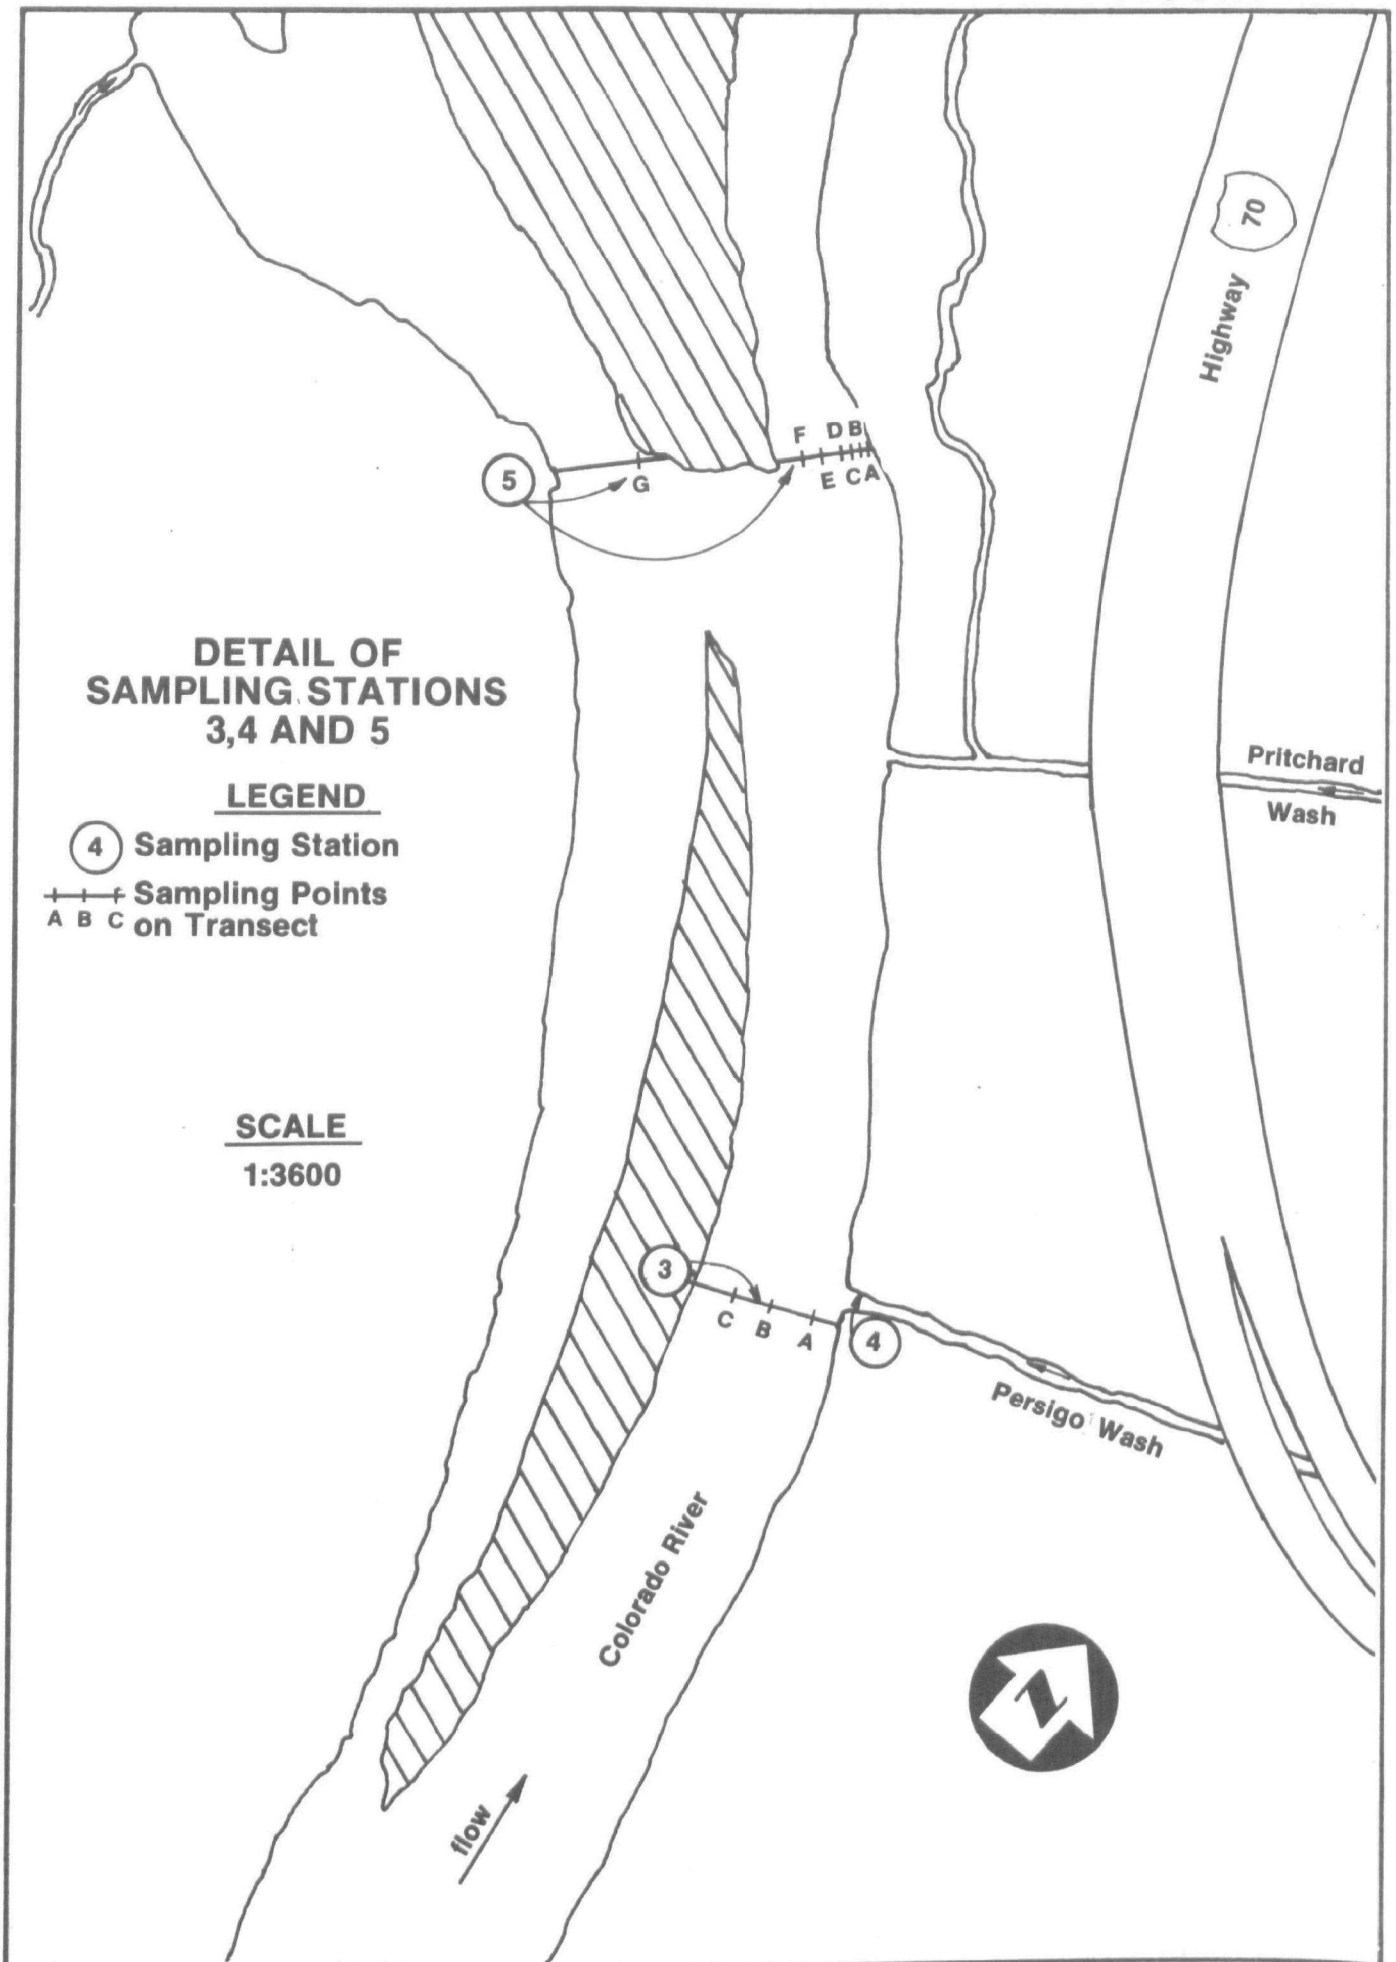 70
Highway
F D B
E C A
5
G
DETAIL OF
SAMPLING STATIONS
3,4 AND 5
LEGEND
4 Sampling Station
Sampling Points
A B C on Transect
Pritchard
Wash
SCALE
1:3600
3
C B A
4
Persigo Wash
Colorado River
N
flow